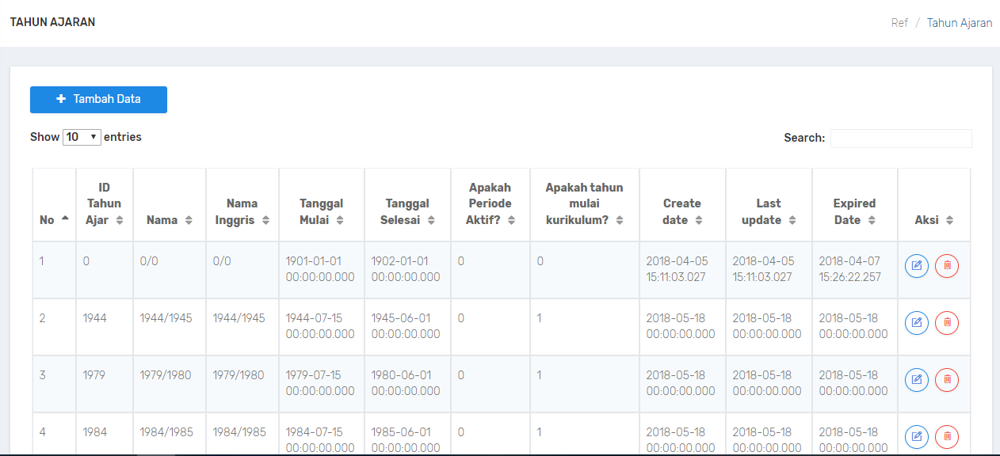 TAHUN AJARAN
Ref / Tahun Ajaran
+ Tambah Data
Show 10 entries
Search:
No
ID Tahun Ajar
Nama
Nama Inggris
Tanggal Mulai
Tanggal Selesai
Apakah Periode Aktif?
Apakah tahun mulai kurikulum?
Create date
Last update
Expired Date
Aksi
1 0 0/0 0/0 1901-01-01 1902-01-01 0 0 2018-04-05 2018-04-05 2018-04-07
00:00:00.000 00:00:00.000 15:11:03.027 15:11:03.027 15:26:22.257
2 1944 1944/1945 1944/1945 1944-07-15 1945-06-01 0 1 2018-05-18 2018-05-18 2018-05-18
00:00:00.000 00:00:00.000 00:00:00.000 00:00:00.000 00:00:00.000
3 1979 1979/1980 1979/1980 1979-07-15 1980-06-01 0 1 2018-05-18 2018-05-18 2018-05-18
00:00:00.000 00:00:00.000 00:00:00.000 00:00:00.000 00:00:00.000
4 1984 1984/1985 1984/1985 1984-07-15 1985-06-01 0 1 2018-05-18 2018-05-18 2018-05-18
00:00:00.000 00:00:00.000 00:00:00.000 00:00:00.000 00:00:00.000